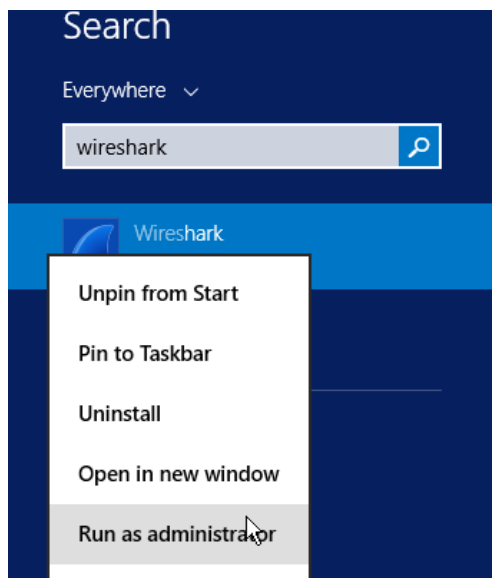 Search
Everywhere
wireshark
Wireshark
Unpin from Start
Pin to Taskbar
Uninstall
Open in new window
Run as administrator